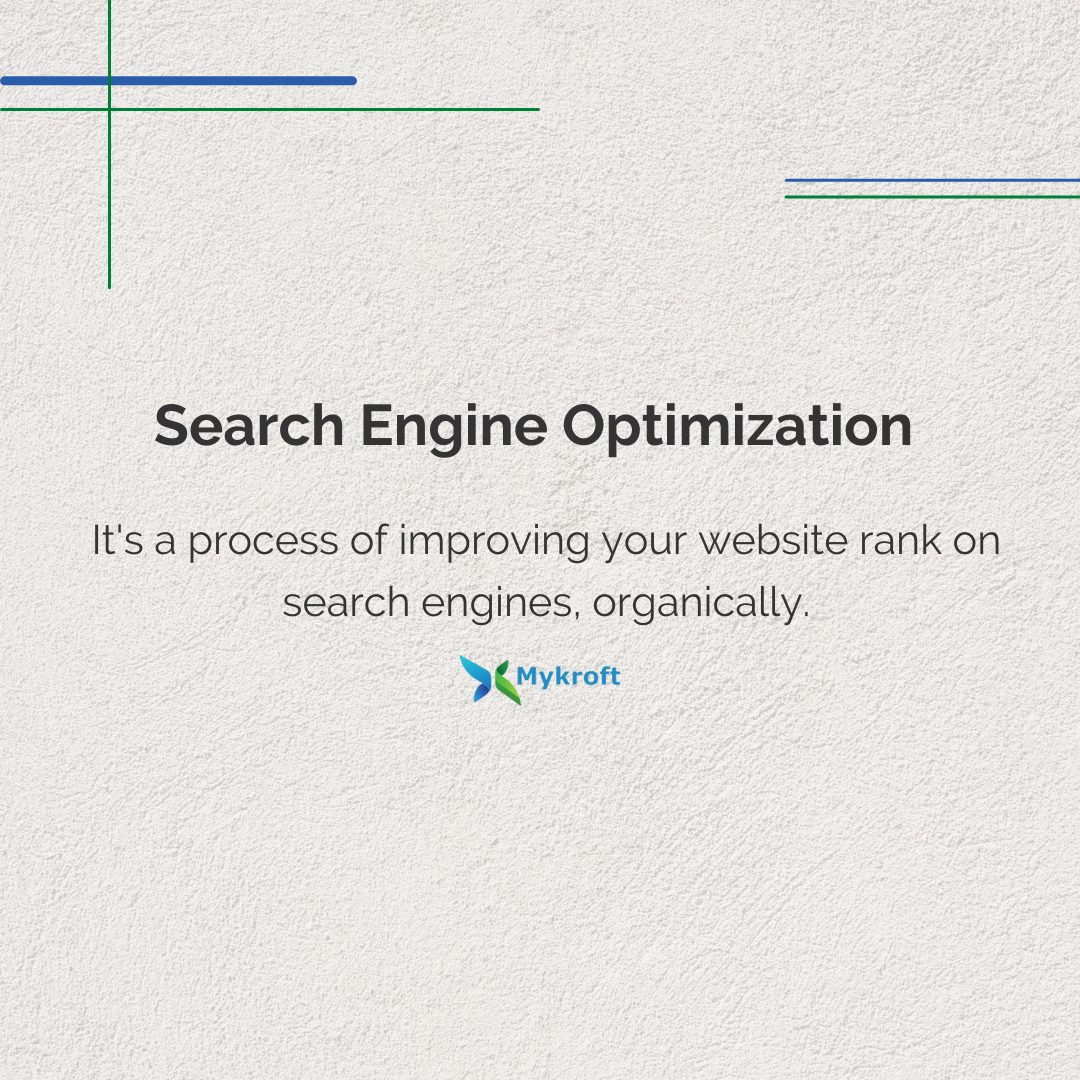 Search Engine Optimization
It's a process of improving your website rank on
search engines, organically.
Mykroft